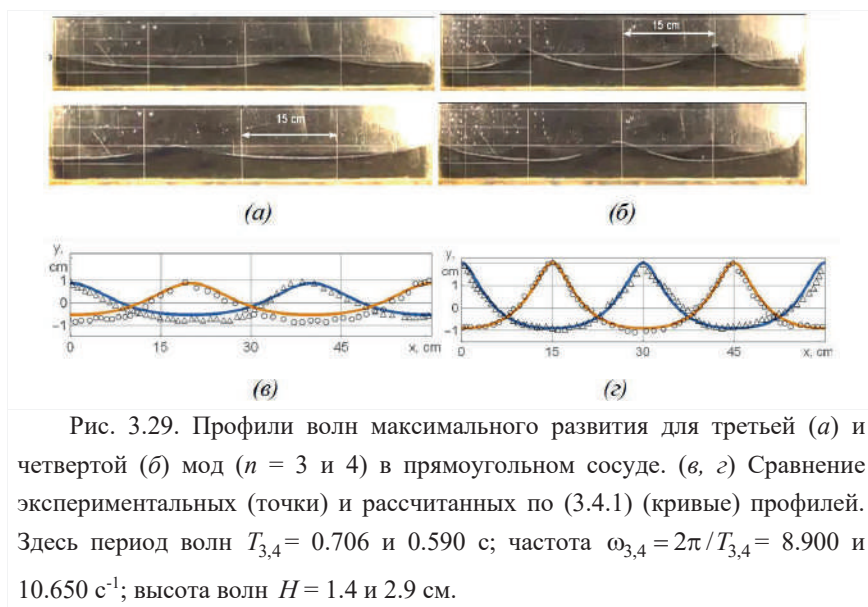 15 cm
15 cm
(а)
(б)
y,
cm
1
0
−1
0
15
30
45
x, cm
(в)
y,
cm
1
0
−1
0
15
30
45
x, cm
(г)
Рис. 3.29. Профили волн максимального развития для третьей (а) и
четвертой (б) мод (n = 3 и 4) в прямоугольном сосуде. (в, г) Сравнение
экспериментальных (точки) и рассчитанных по (3.4.1) (кривые) профилей.
Здесь период волн T3,4 = 0.706 и 0.590 с; частота ω3,4 = 2π/T3,4 = 8.900 и
10.650 с-1; высота волн H = 1.4 и 2.9 см.